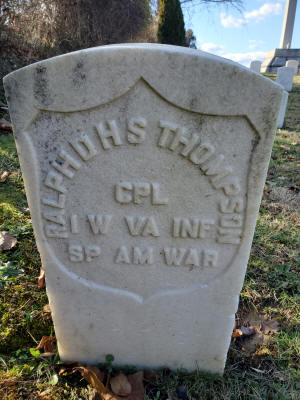 RALPH D H S THOMPSON
CPL
1 W VA INF
SP AM WAR